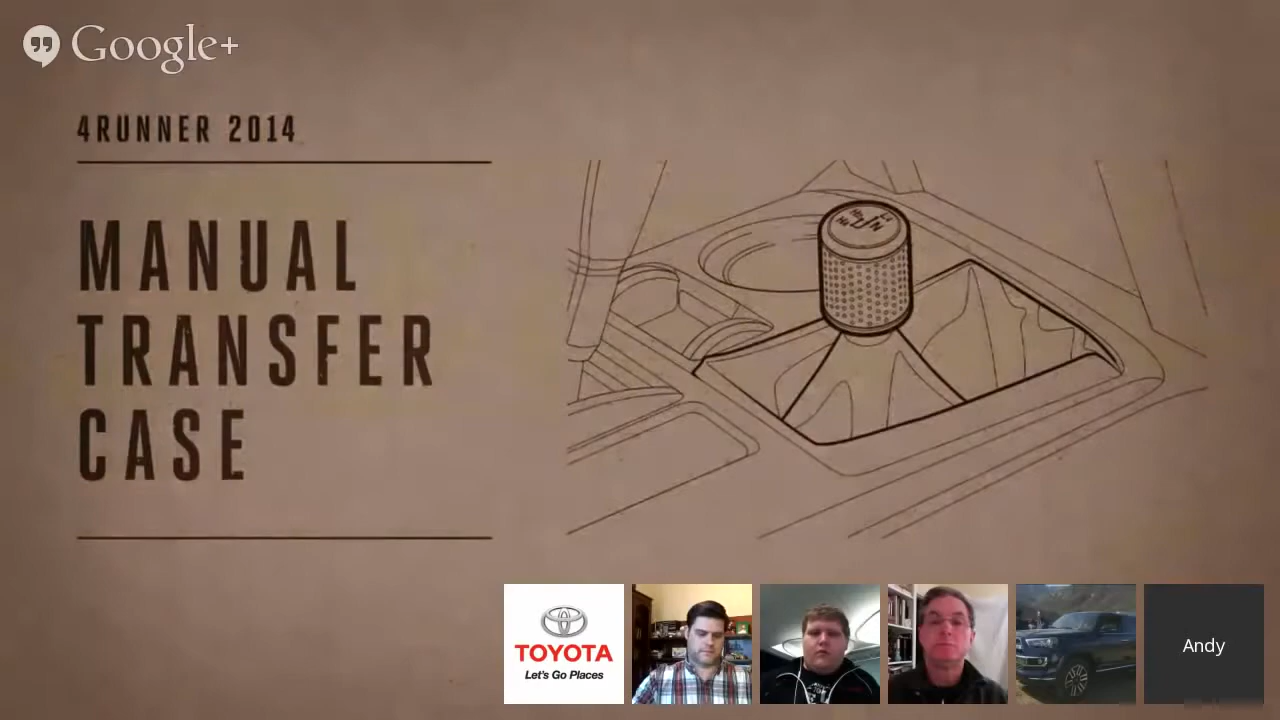 Google+
4RUNNER 2014
MANUAL
TRANSFER
CASE
TOYOTA
Let's Go Places
Andy